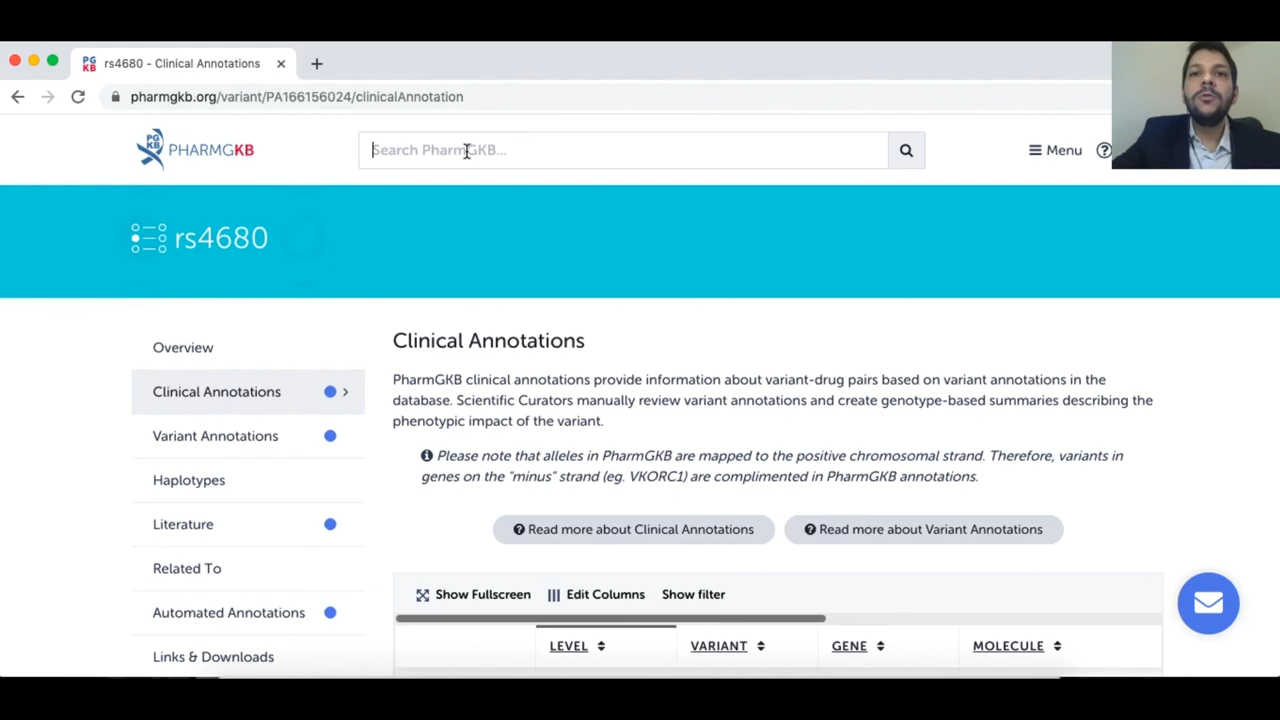 PG
KB
rs4680 - Clinical Annotations
pharmgkb.org/variant/PA166156024/clinicalAnnotation
PG
KB
PHARMGKB
Search PharmGKB...
Menu
rs4680
Overview
Clinical Annotations
Variant Annotations
Haplotypes
Literature
Related To
Automated Annotations
Links & Downloads
Clinical Annotations
PharmGKB clinical annotations provide information about variant-drug pairs based on variant annotations in the
database. Scientific Curators manually review variant annotations and create genotype-based summaries describing the
phenotypic impact of the variant.
Please note that alleles in PharmGKB are mapped to the positive chromosomal strand. Therefore, variants in
genes on the "minus" strand (eg. VKORC1) are complimented in PharmGKB annotations.
Read more about Clinical Annotations
Read more about Variant Annotations
Show Fullscreen Edit Columns Show filter
LEVEL VARIANT GENE MOLECULE